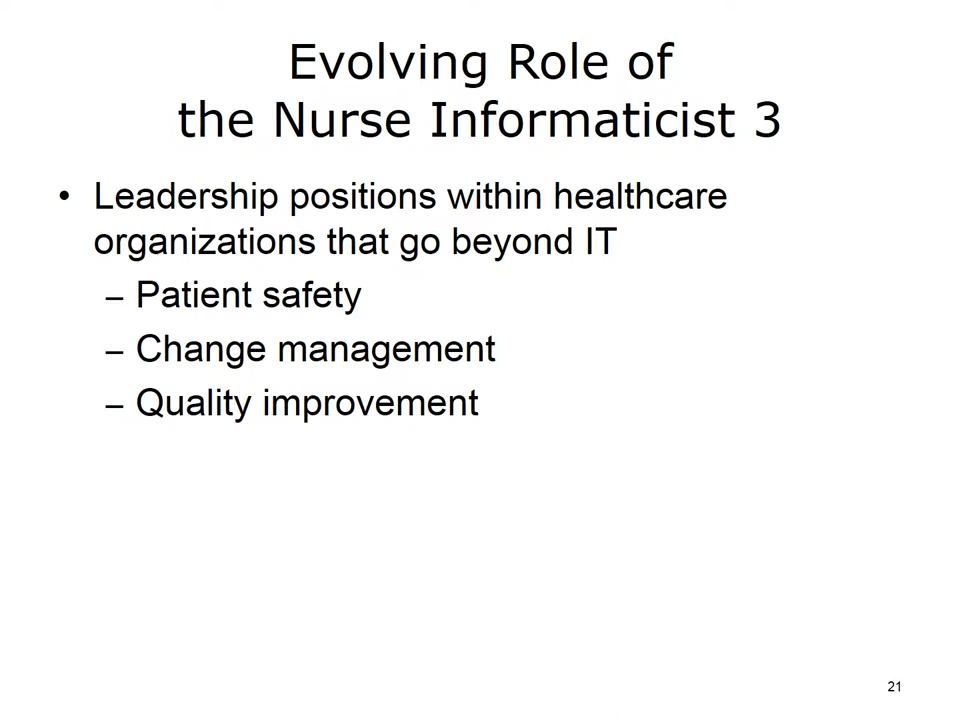 Evolving Role of
the Nurse Informaticist 3
• Leadership positions within healthcare
organizations that go beyond IT
– Patient safety
– Change management
– Quality improvement
21